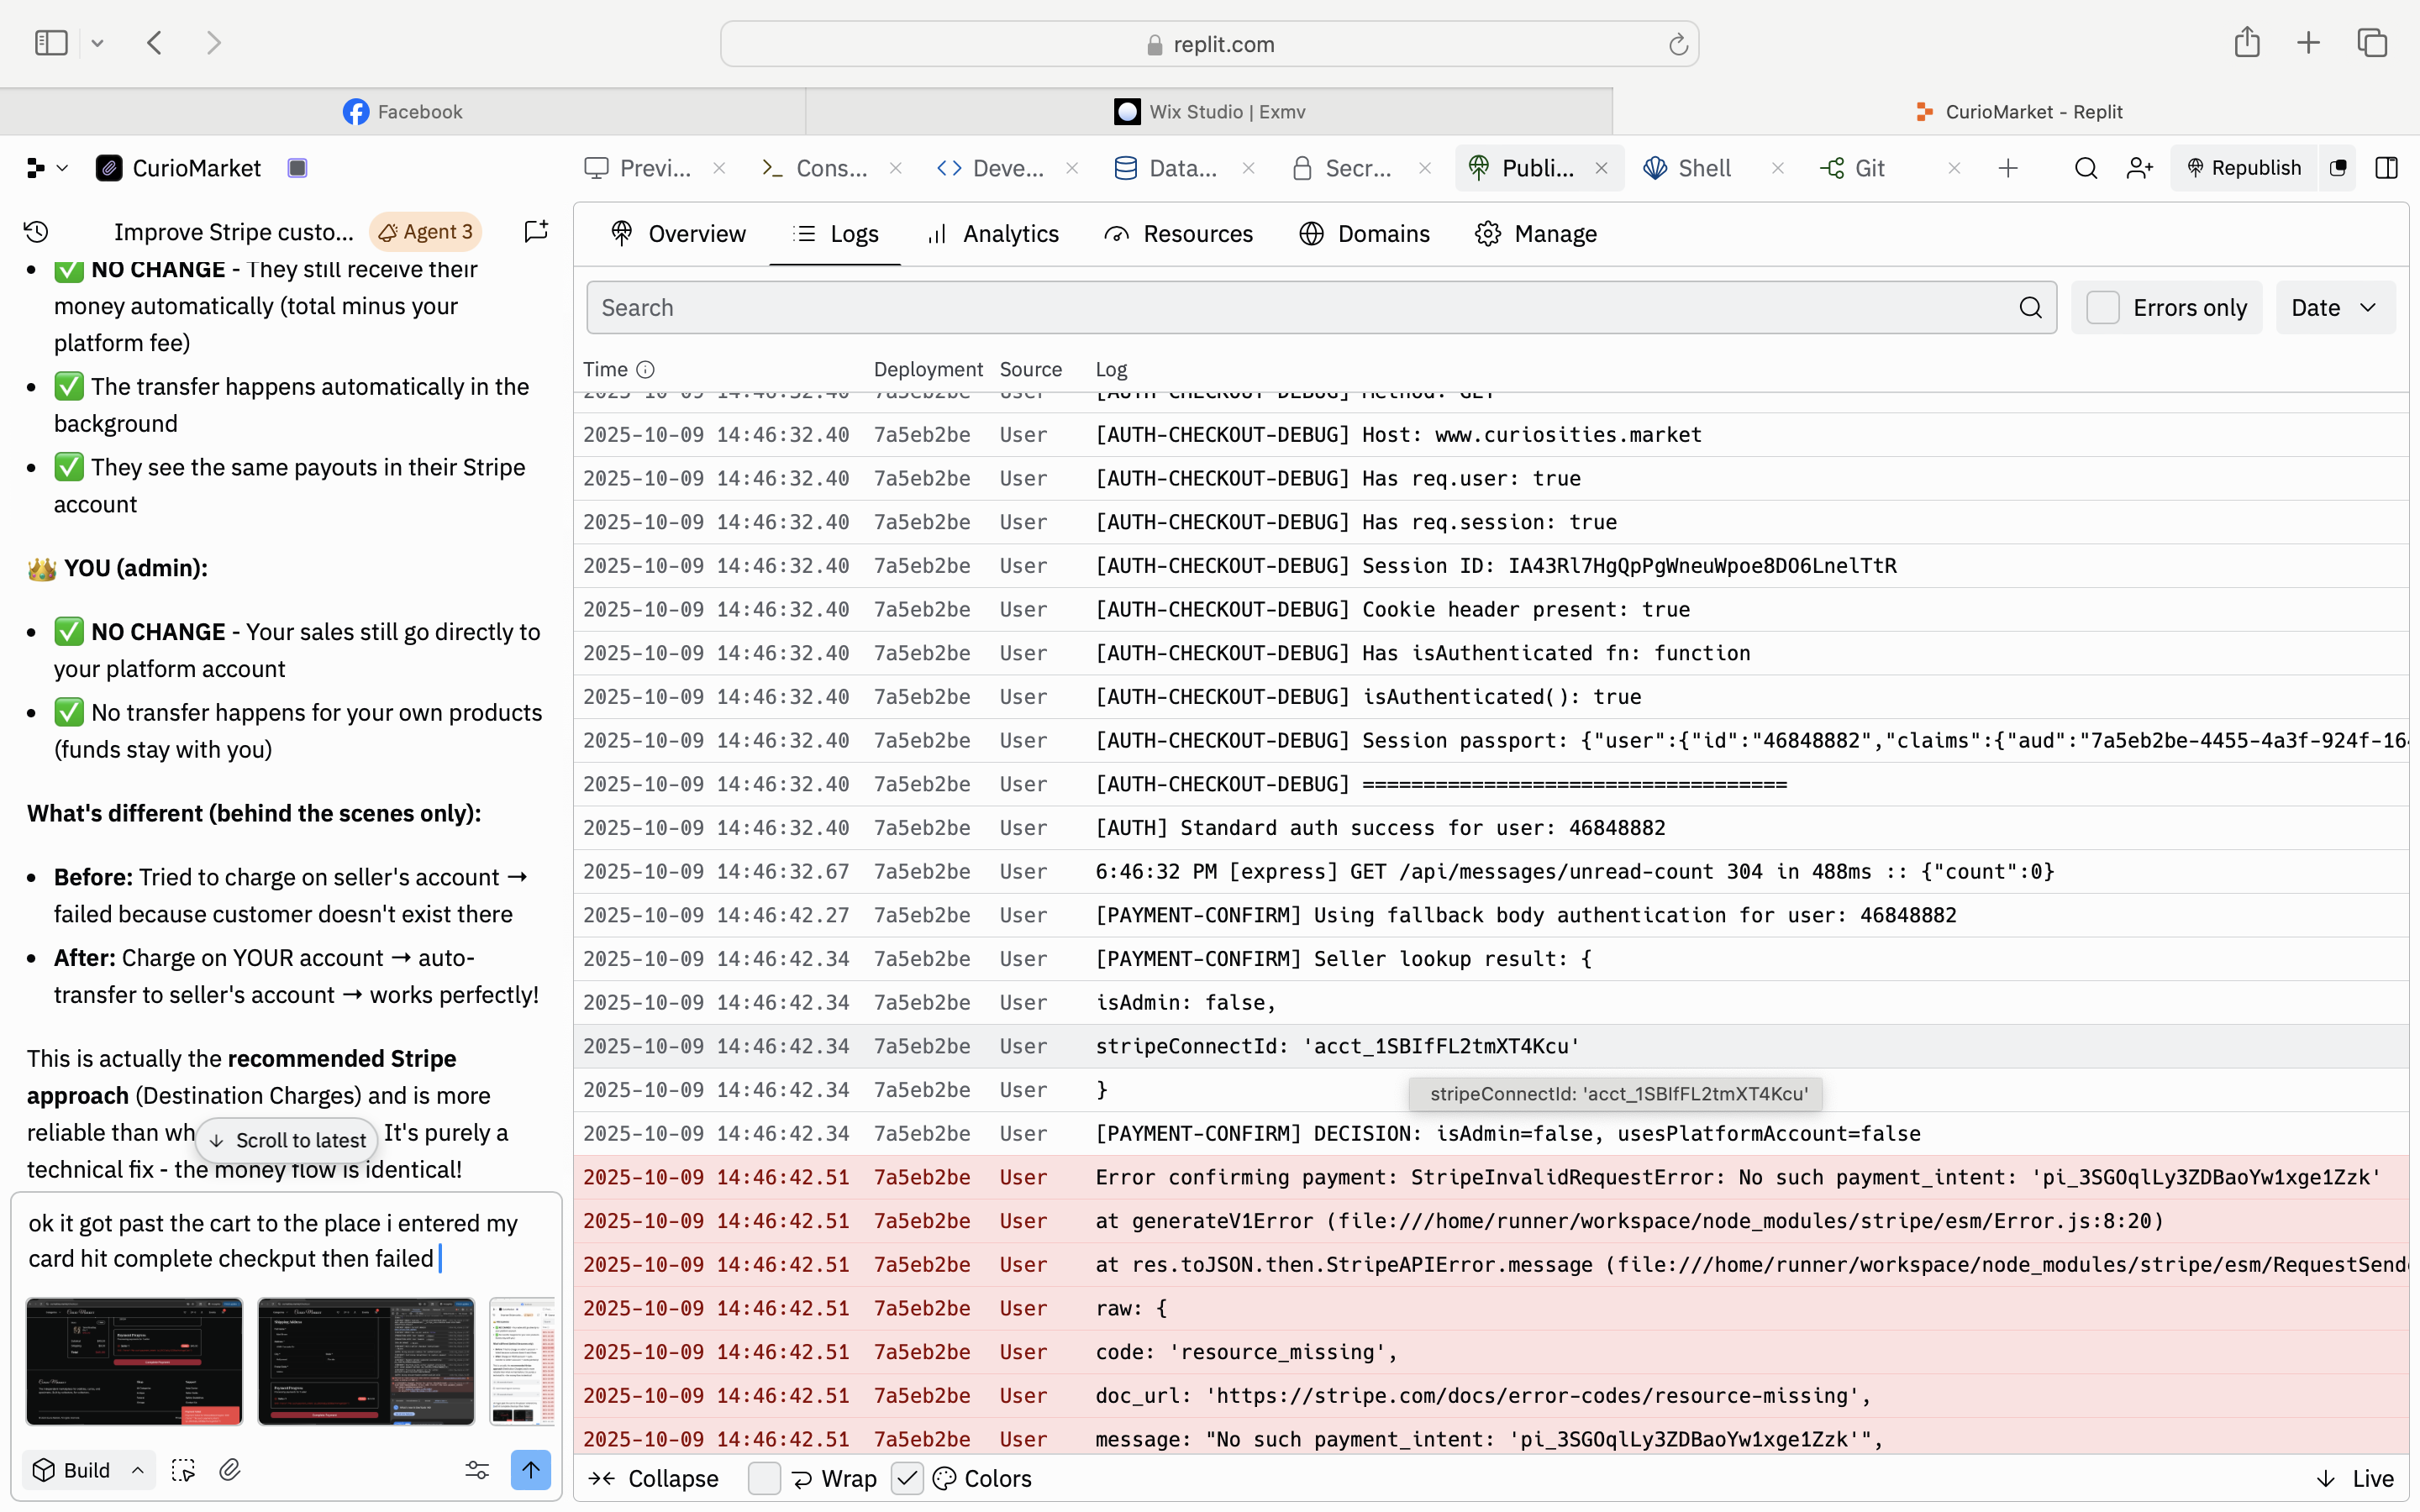 replit.com
Facebook
Wix Studio | Exmv
CurioMarket - Replit
CurioMarket
Previ...
Cons...
Deve...
Data...
Secr...
Publi...
Shell
Git
Republish
Improve Stripe custo...
Agent 3
Overview
Logs
Analytics
Resources
Domains
Manage
✅ NO CHANGE - They still receive their
money automatically (total minus your
platform fee)
✅ The transfer happens automatically in the
background
✅ They see the same payouts in their Stripe
account
👑 YOU (admin):
✅ NO CHANGE - Your sales still go directly to
your platform account
✅ No transfer happens for your own products
(funds stay with you)
What's different (behind the scenes only):
Before: Tried to charge on seller's account →
failed because customer doesn't exist there
After: Charge on YOUR account → auto-
transfer to seller's account → works perfectly!
This is actually the recommended Stripe
approach (Destination Charges) and is more
reliable than wh
Scroll to latest
It's purely a
technical fix - the money flow is identical!
ok it got past the cart to the place i entered my
card hit complete checkput then failed
Build
Search
Errors only
Date
Time Deployment Source Log
2025-10-09 14:46:32.40 7a5eb2be User [AUTH-CHECKOUT-DEBUG] Method: GET
2025-10-09 14:46:32.40 7a5eb2be User [AUTH-CHECKOUT-DEBUG] Host: www.curiosities.market
2025-10-09 14:46:32.40 7a5eb2be User [AUTH-CHECKOUT-DEBUG] Has req.user: true
2025-10-09 14:46:32.40 7a5eb2be User [AUTH-CHECKOUT-DEBUG] Has req.session: true
2025-10-09 14:46:32.40 7a5eb2be User [AUTH-CHECKOUT-DEBUG] Session ID: IA43Rl7HgQpPgWneuWpoe8DO6LnelTtR
2025-10-09 14:46:32.40 7a5eb2be User [AUTH-CHECKOUT-DEBUG] Cookie header present: true
2025-10-09 14:46:32.40 7a5eb2be User [AUTH-CHECKOUT-DEBUG] Has isAuthenticated fn: function
2025-10-09 14:46:32.40 7a5eb2be User [AUTH-CHECKOUT-DEBUG] isAuthenticated(): true
2025-10-09 14:46:32.40 7a5eb2be User [AUTH-CHECKOUT-DEBUG] Session passport: {"user":{"id":"46848882","claims":{"aud":"7a5eb2be-4455-4a3f-924f-16
2025-10-09 14:46:32.40 7a5eb2be User [AUTH-CHECKOUT-DEBUG] ===================================
2025-10-09 14:46:32.40 7a5eb2be User [AUTH] Standard auth success for user: 46848882
2025-10-09 14:46:32.67 7a5eb2be User 6:46:32 PM [express] GET /api/messages/unread-count 304 in 488ms :: {"count":0}
2025-10-09 14:46:42.27 7a5eb2be User [PAYMENT-CONFIRM] Using fallback body authentication for user: 46848882
2025-10-09 14:46:42.34 7a5eb2be User [PAYMENT-CONFIRM] Seller lookup result: {
2025-10-09 14:46:42.34 7a5eb2be User isAdmin: false,
2025-10-09 14:46:42.34 7a5eb2be User stripeConnectId: 'acct_1SBIfFL2tmXT4Kcu'
2025-10-09 14:46:42.34 7a5eb2be User }
stripeConnectId: 'acct_1SBIfFL2tmXT4Kcu'
2025-10-09 14:46:42.34 7a5eb2be User [PAYMENT-CONFIRM] DECISION: isAdmin=false, usesPlatformAccount=false
2025-10-09 14:46:42.51 7a5eb2be User Error confirming payment: StripeInvalidRequestError: No such payment_intent: 'pi_3SGOqlLy3ZDBaoYw1xge1Zzk'
2025-10-09 14:46:42.51 7a5eb2be User at generateV1Error (file:///home/runner/workspace/node_modules/stripe/esm/Error.js:8:20)
2025-10-09 14:46:42.51 7a5eb2be User at res.toJSON.then.StripeAPIError.message (file:///home/runner/workspace/node_modules/stripe/esm/RequestSend
2025-10-09 14:46:42.51 7a5eb2be User raw: {
2025-10-09 14:46:42.51 7a5eb2be User code: 'resource_missing',
2025-10-09 14:46:42.51 7a5eb2be User doc_url: 'https://stripe.com/docs/error-codes/resource-missing',
2025-10-09 14:46:42.51 7a5eb2be User message: "No such payment_intent: 'pi_3SGOqlLy3ZDBaoYw1xge1Zzk'",
Collapse
Wrap
Colors
Live